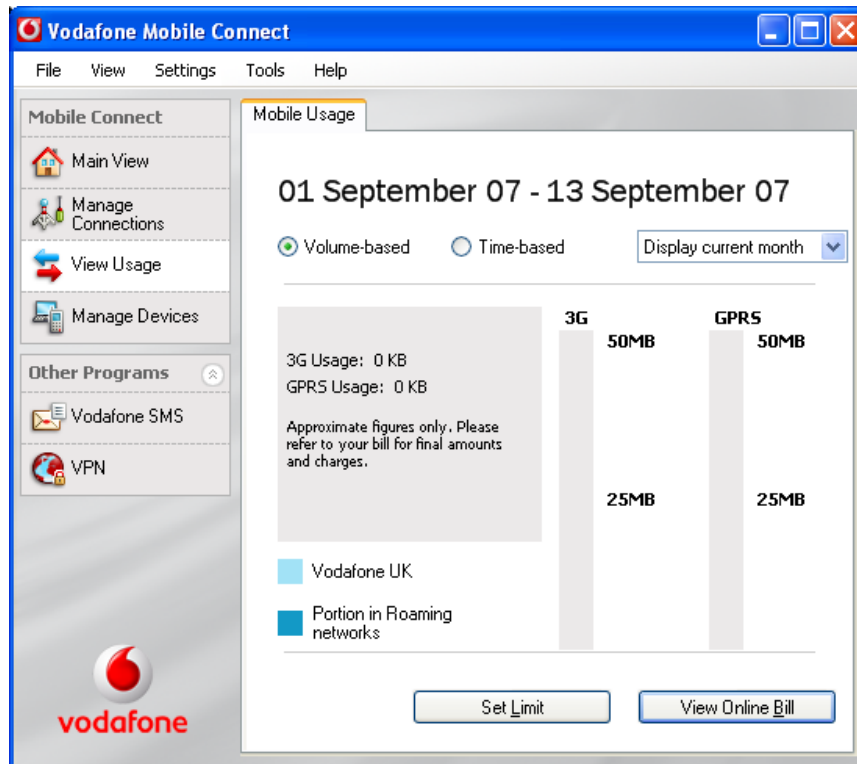 Vodafone Mobile Connect
File View Settings Tools Help
Mobile Connect
Main View
Manage
Connections
View Usage
Manage Devices
Other Programs
Vodafone SMS
VPN
vodafone
Mobile Usage
01 September 07 - 13 September 07
Volume-based Time-based Display current month
3G Usage: 0 KB
GPRS Usage: 0 KB
Approximate figures only. Please
refer to your bill for final amounts
and charges.
3G GPRS
50MB 50MB
25MB 25MB
Vodafone UK
Portion in Roaming
networks
Set Limit View Online Bill